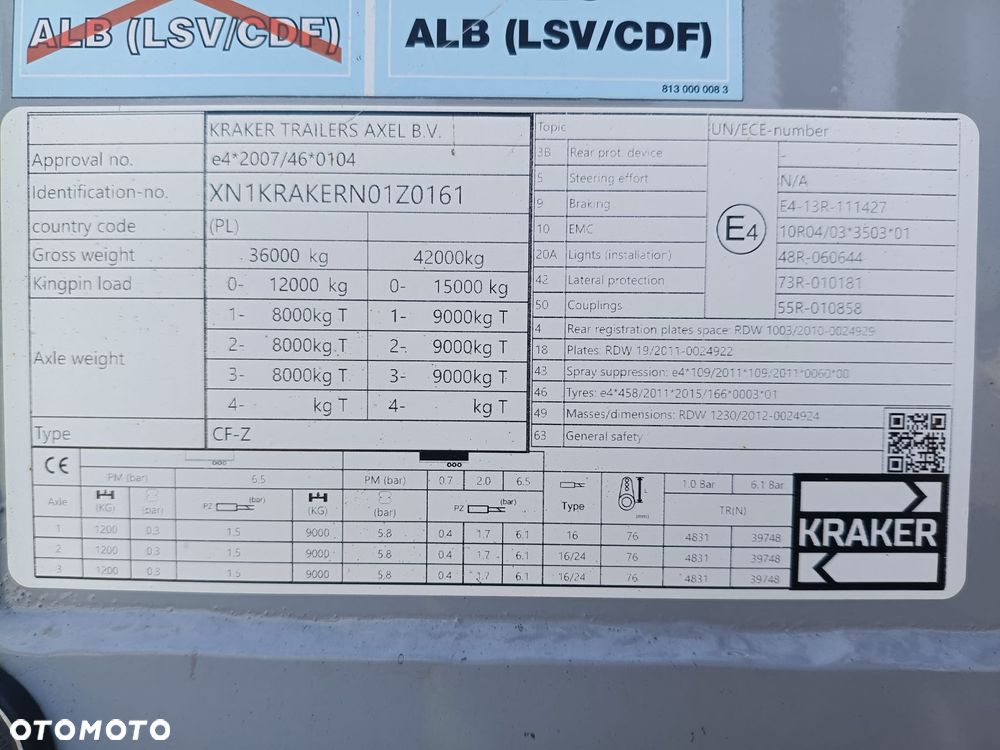 ALB (LSV/CDF)
ALB (LSV/CDF)
813 000 008 3
KRAKER TRAILERS AXEL B.V.
Approval no. e4*2007/46*0104
Identification-no. XN1KRAKERN01Z0161
country code (PL)
Gross weight 36000 kg 42000kg
Kingpin load 0- 12000 kg 0- 15000 kg
Axle weight
1- 8000kg T 1- 9000kg T
2- 8000kg T 2- 9000kg T
3- 8000kg T 3- 9000kg T
4- kg T 4- kg T
Type CF-Z
Topic UN/ECE-number
3B Rear prot. device -
5 Steering effort N/A
9 Braking E4-13R-111427
10 EMC 10R04/03*3503*01
20A Lights (installation) 48R-060644
42 Lateral protection 73R-010181
50 Couplings 55R-010858
E4
4 Rear registration plates space: RDW 1003/2010-0024929
18 Plates: RDW 19/2011-0024922
43 Spray suppression: e4*109/2011*109/2011*0060*00
46 Tyres: e4*458/2011*2015/166*0003*01
49 Masses/dimensions: RDW 1230/2012-0024924
63 General safety
CE PM (bar) 6.5 PM (bar) 0.7 2.0 6.5 1.0 Bar 6.1 Bar
Axle (KG) (bar) PZ (bar) (KG) (bar) PZ (bar) Type L (mm) TR(N)
1 1200 0.3 1.5 9000 5.8 0.4 1.7 6.1 16 76 4831 39748
2 1200 0.3 1.5 9000 5.8 0.4 1.7 6.1 16/24 76 4831 39748
3 1200 0.3 1.5 9000 5.8 0.4 1.7 6.1 16/24 76 4831 39748
KRAKER
OTOMOTO